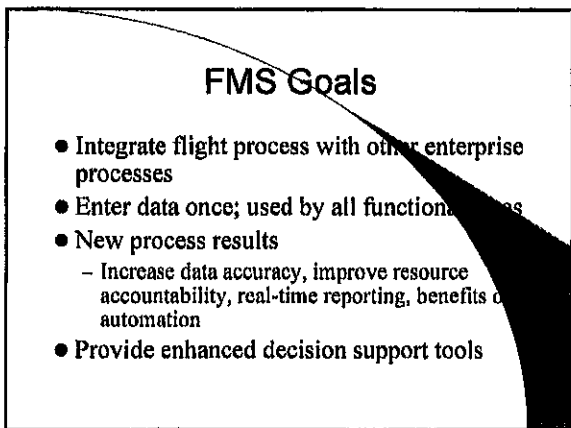 FMS Goals
● Integrate flight process with other enterprise
processes
● Enter data once; used by all
● New process results
– Increase data accuracy, improve resource
accountability, real-time reporting, benefits
automation
● Provide enhanced decision support tools